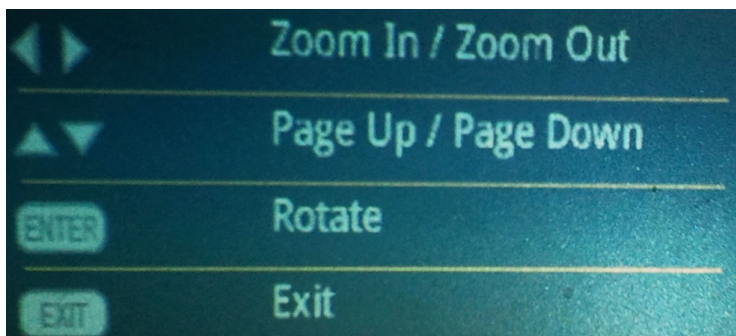 Zoom In / Zoom Out
Page Up / Page Down
ENTER Rotate
EXIT Exit